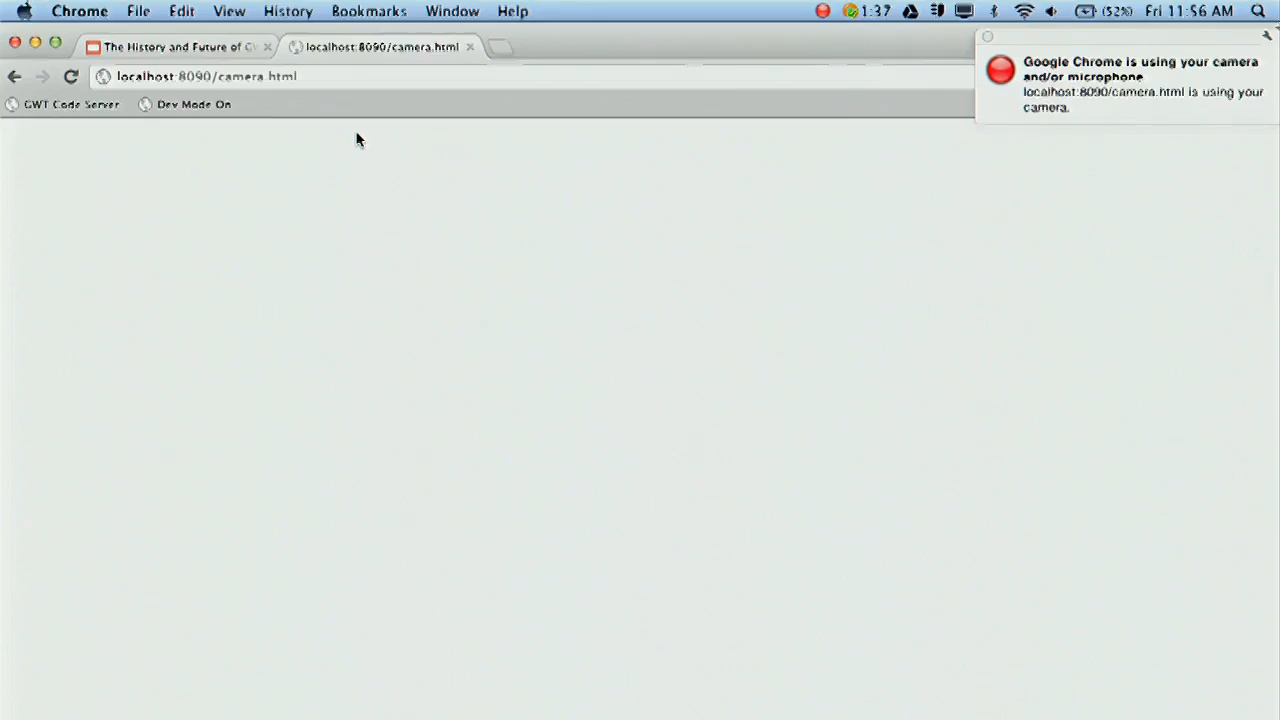 Chrome File Edit View History Bookmarks Window Help 1:37 (52%) Fri 11:56 AM
The History and Future of GW
localhost:8090/camera.html
localhost:8090/camera.html
GWT Code Server Dev Mode On
Google Chrome is using your camera
and/or microphone
localhost:8090/camera.html is using your
camera.